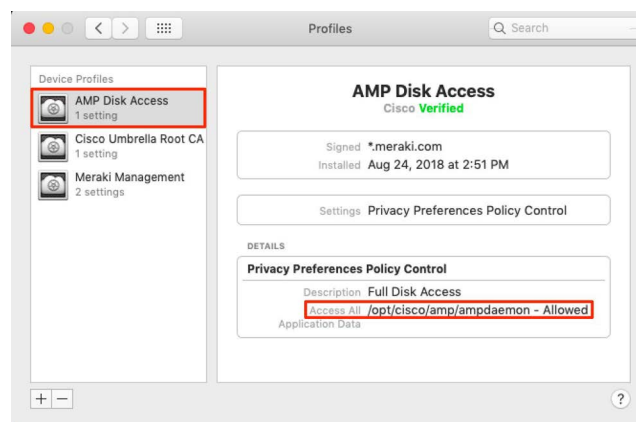 Profiles
Search
Device Profiles
AMP Disk Access
1 setting
Cisco Umbrella Root CA
1 setting
Meraki Management
2 settings
AMP Disk Access
Cisco Verified
Signed *.meraki.com
Installed Aug 24, 2018 at 2:51 PM
Settings Privacy Preferences Policy Control
DETAILS
Privacy Preferences Policy Control
Description Full Disk Access
Access All /opt/cisco/amp/ampdaemon - Allowed
Application Data
+ −
?